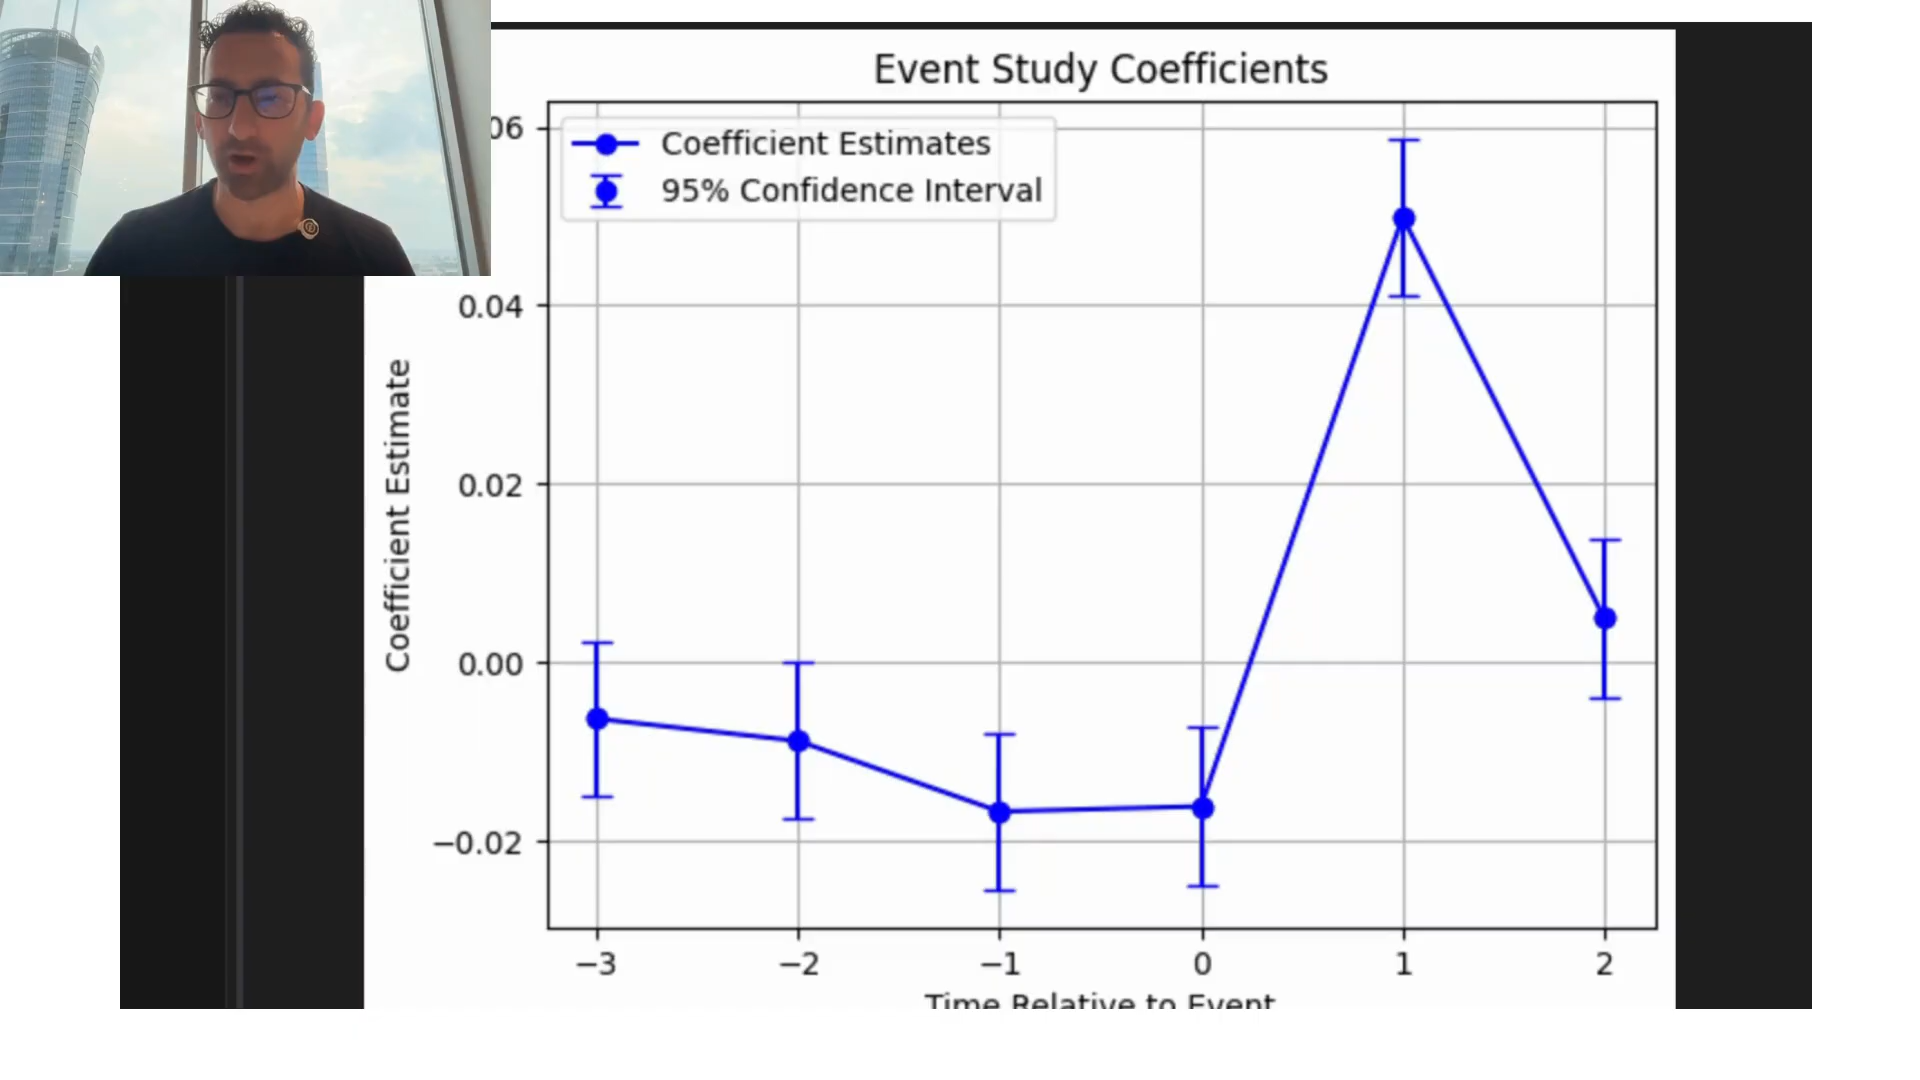 Event Study Coefficients
06
Coefficient Estimates
95% Confidence Interval
0.04
0.02
0.00
−0.02
Coefficient Estimate
−3 −2 −1 0 1 2
Time Relative to Event